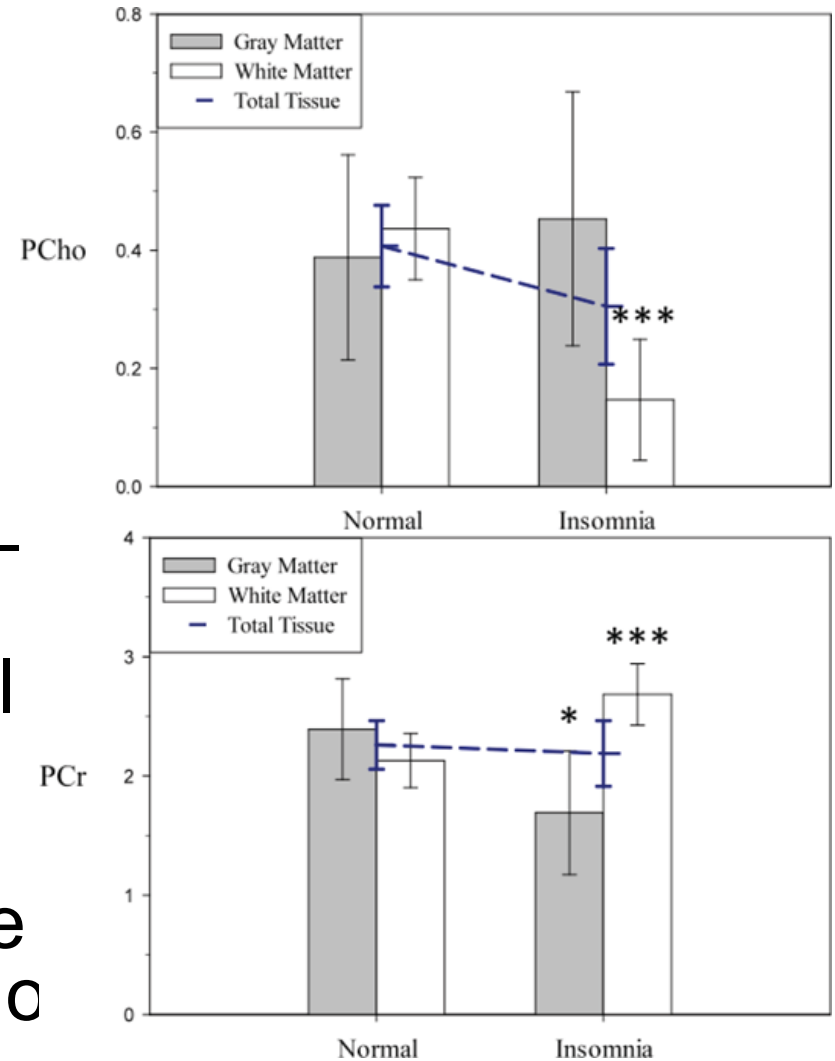 0.8
Gray Matter
White Matter
Total Tissue
0.6
PCho
0.4
***
0.2
0.0
Normal Insomnia
4
Gray Matter
White Matter
Total Tissue
***
3
l
*
PCr
2
1
e
o
0
Normal Insomnia